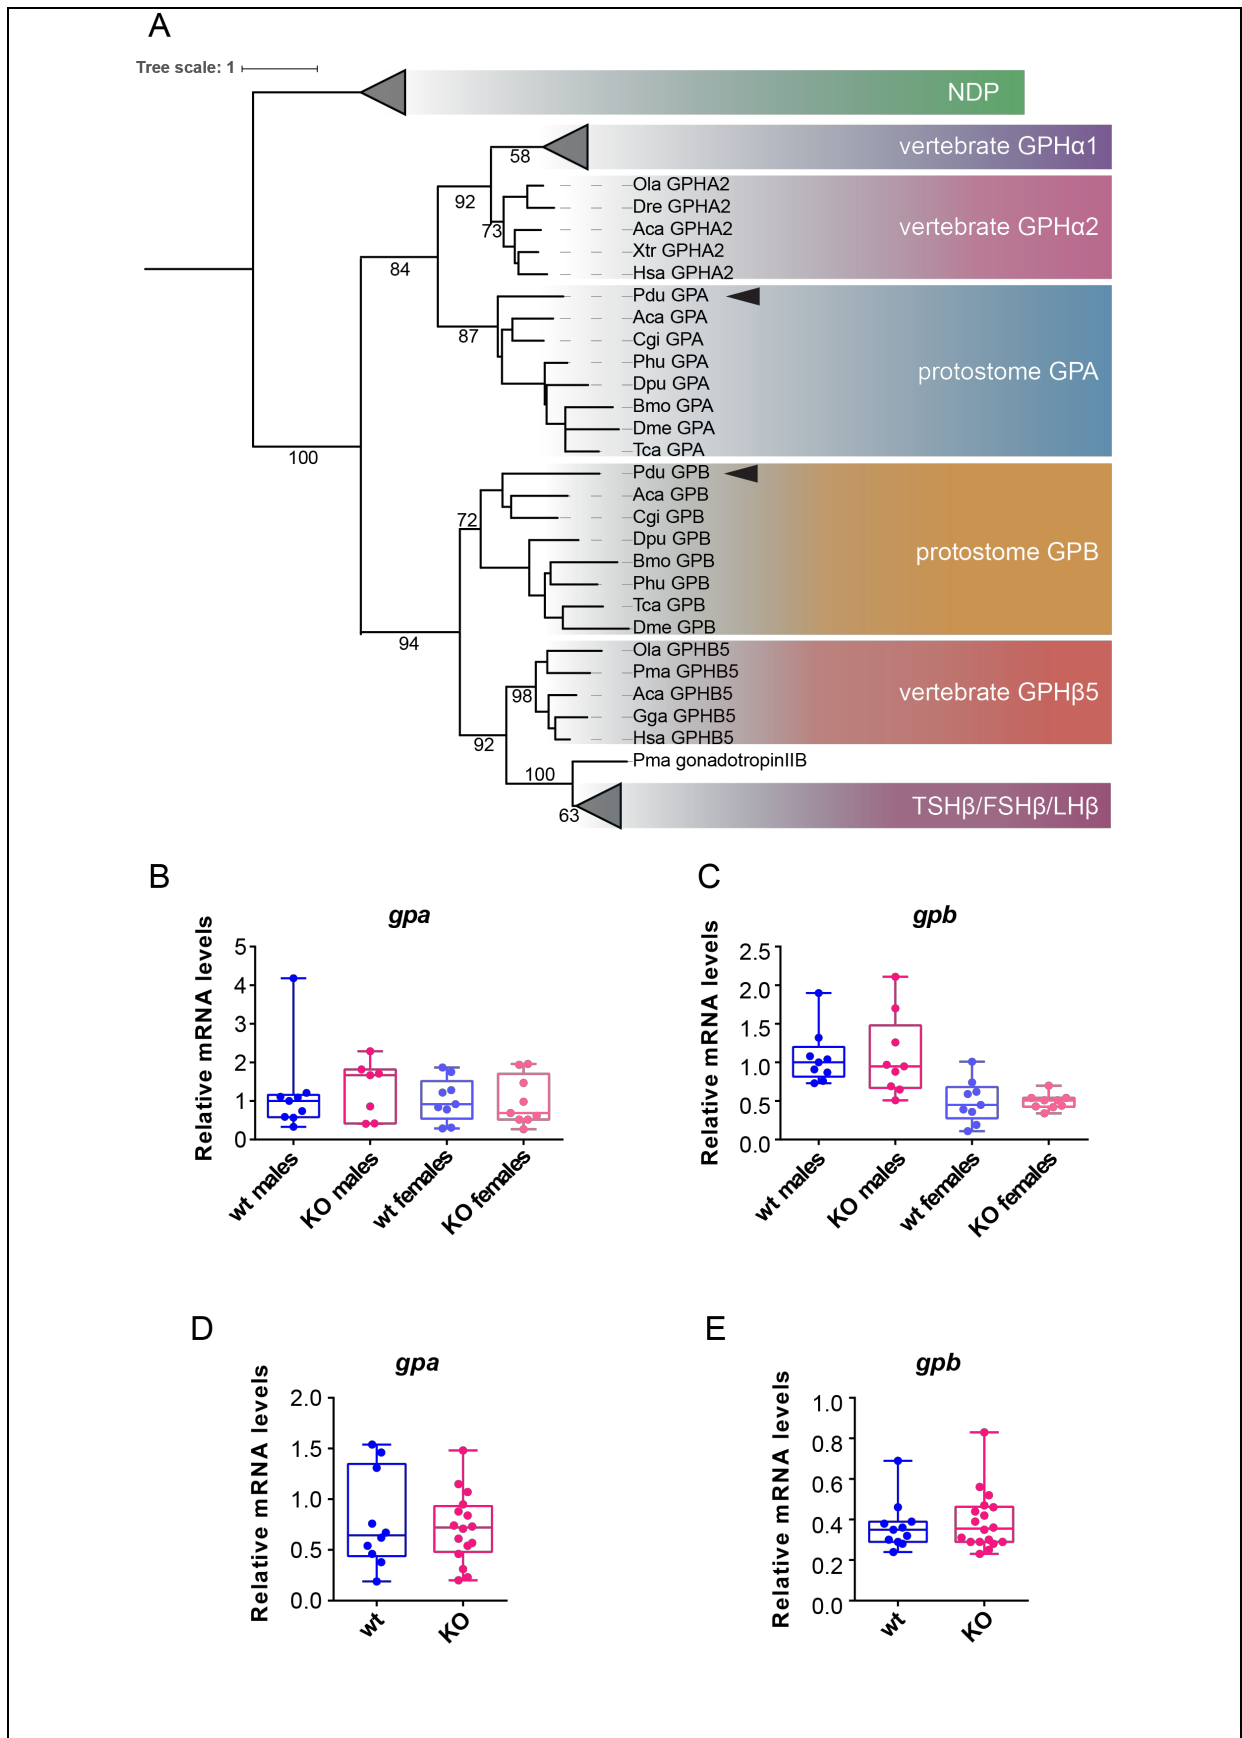 A
Tree scale: 1
NDP
58
vertebrate GPHα1
92
Ola GPHA2
Dre GPHA2
73
Aca GPHA2
vertebrate GPHα2
Xtr GPHA2
84
Hsa GPHA2
Pdu GPA
Aca GPA
87
Cgi GPA
Phu GPA
protostome GPA
Dpu GPA
Bmo GPA
Dme GPA
Tca GPA
100
Pdu GPB
Aca GPB
72
Cgi GPB
Dpu GPB
protostome GPB
Bmo GPB
Phu GPB
Tca GPB
Dme GPB
94
Ola GPHB5
Pma GPHB5
98
Aca GPHB5
vertebrate GPHβ5
Gga GPHB5
Hsa GPHB5
92
Pma gonadotropinIIB
100
63
TSHβ/FSHβ/LHβ
B
gpa
Relative mRNA levels
5
4
3
2
1
0
wt males
KO males
wt females
KO females
C
gpb
Relative mRNA levels
2.5
2.0
1.5
1.0
0.5
0.0
wt males
KO males
wt females
KO females
D
gpa
Relative mRNA levels
2.0
1.5
1.0
0.5
0.0
wt
KO
E
gpb
Relative mRNA levels
1.0
0.8
0.6
0.4
0.2
0.0
wt
KO